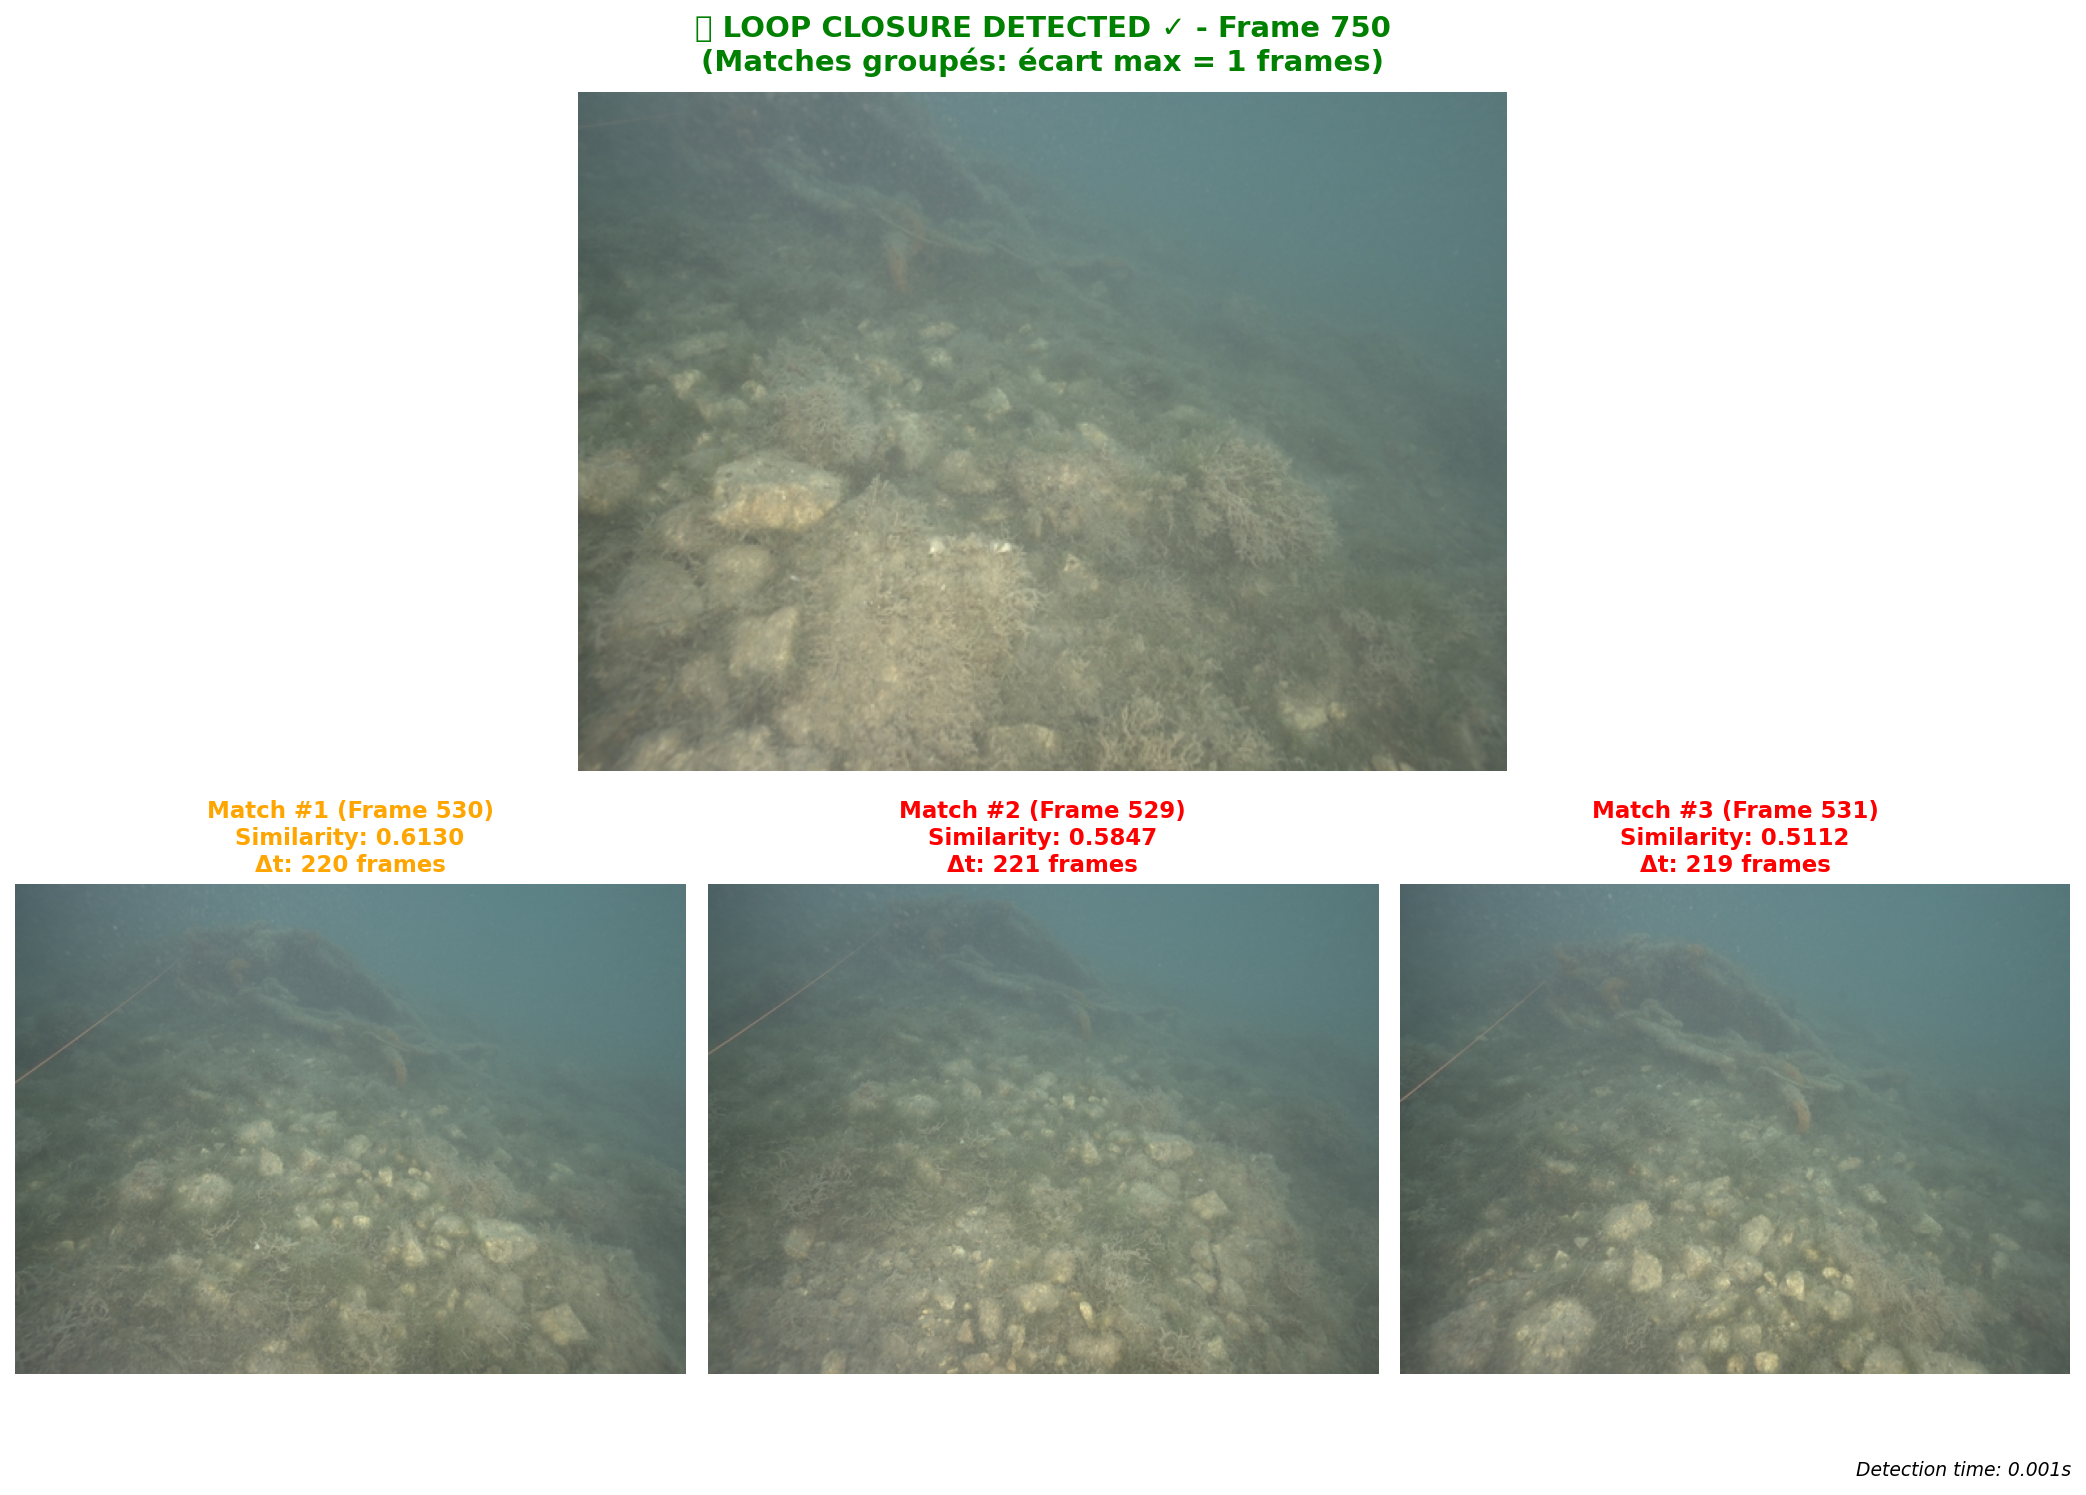 ▯ LOOP CLOSURE DETECTED ✓ - Frame 750
(Matches groupés: écart max = 1 frames)
Match #1 (Frame 530)
Similarity: 0.6130
Δt: 220 frames
Match #2 (Frame 529)
Similarity: 0.5847
Δt: 221 frames
Match #3 (Frame 531)
Similarity: 0.5112
Δt: 219 frames
Detection time: 0.001s